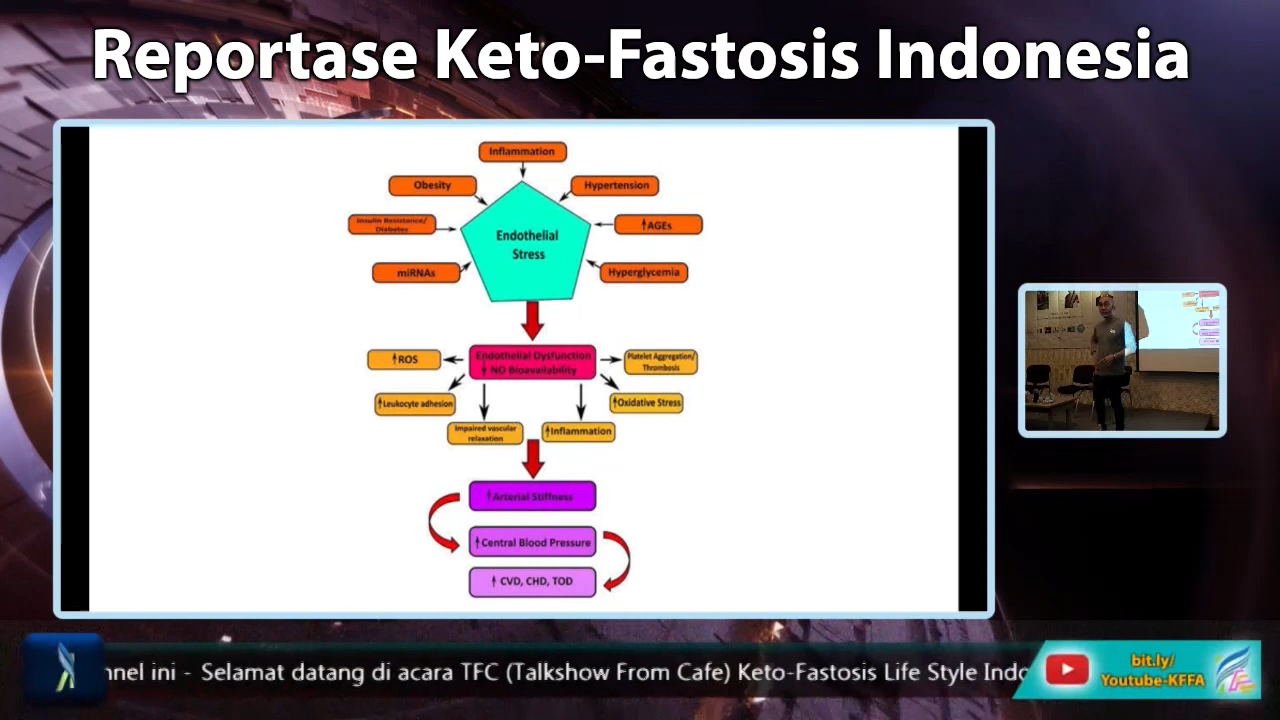 Reportase Keto-Fastosis Indonesia
Inflammation
Obesity
Hypertension
Insulin Resistance/
Diabetes
↑AGEs
Endothelial
Stress
miRNAs
Hyperglycemia
Endothelial Dysfunction
↓ NO Bioavailability
↑ROS
Platelet Aggregation/
Thrombosis
↑Leukocyte adhesion
↑Oxidative Stress
Impaired vascular
relaxation
↑Inflammation
↑Arterial Stiffness
↑Central Blood Pressure
↑ CVD, CHD, TOD
nnel ini - Selamat datang di acara TFC (Talkshow From Cafe) Keto-Fastosis Life Style Indo
bit.ly/
Youtube-KFFA